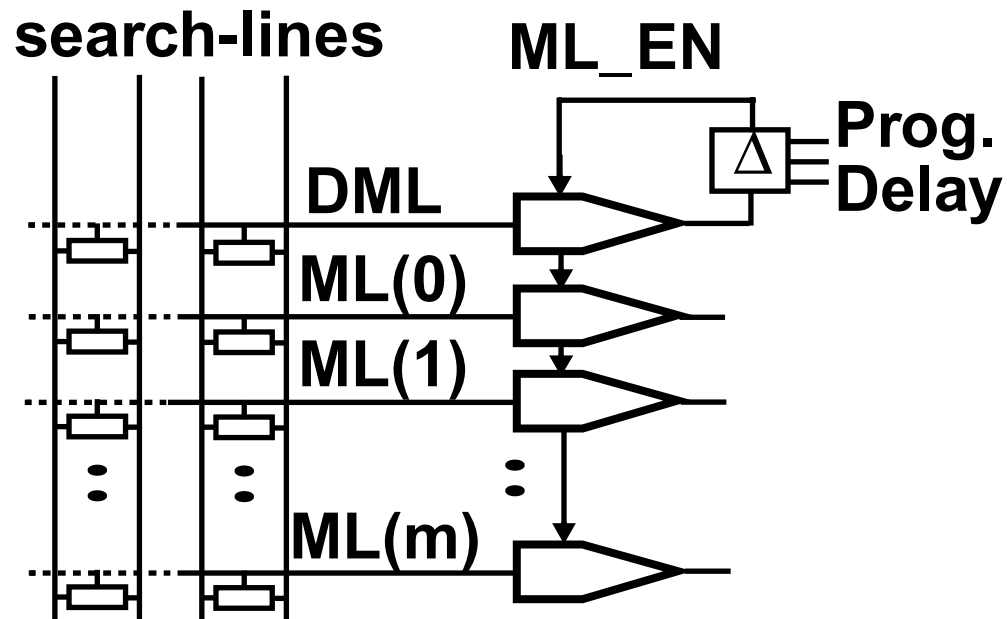 search-lines
ML_EN
Prog.
Delay
Δ
DML
ML(0)
ML(1)
ML(m)